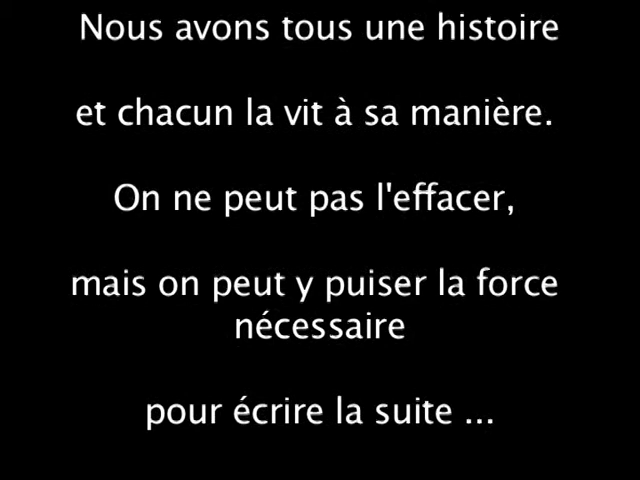 Nous avons tous une histoire
et chacun la vit à sa manière.
On ne peut pas l'effacer,
mais on peut y puiser la force
nécessaire
pour écrire la suite ...